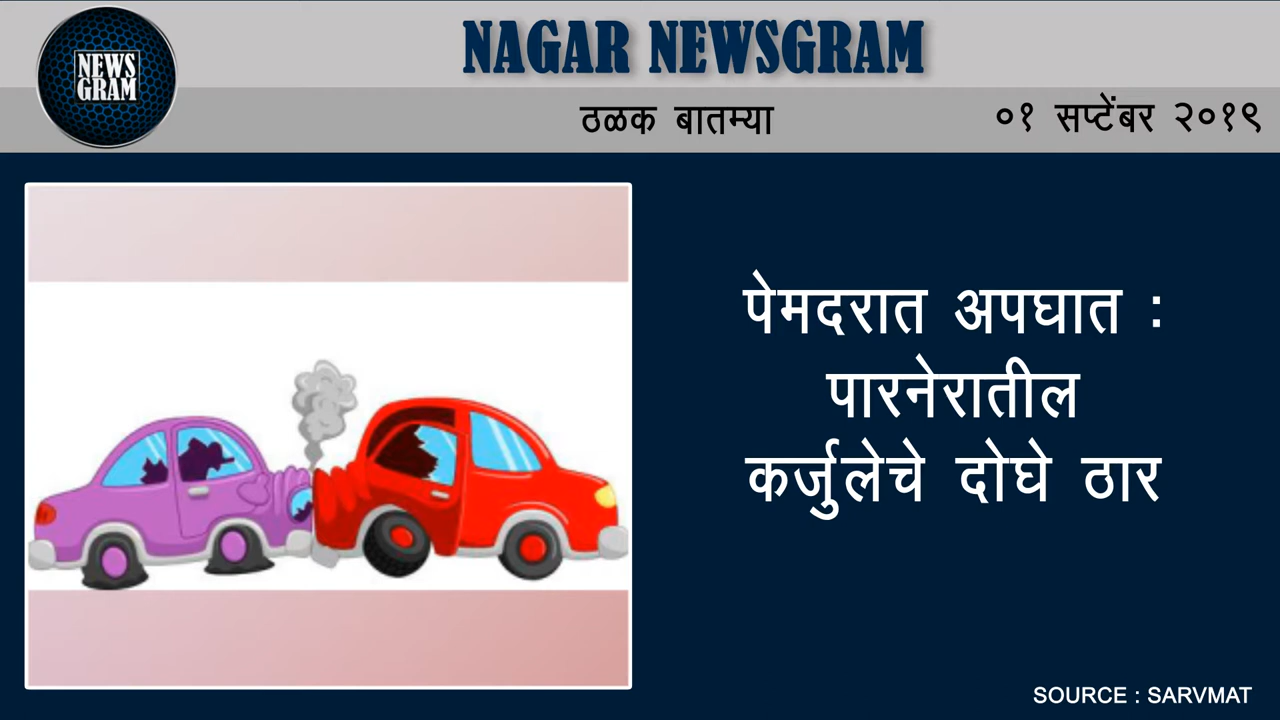 NEWS
GRAM
NAGAR NEWSGRAM
ठळक बातम्या
०१ सप्टेंबर २०१९
पेमदरात अपघात :
पारनेरातील
कर्जुलेचे दोघे ठार
SOURCE : SARVMAT